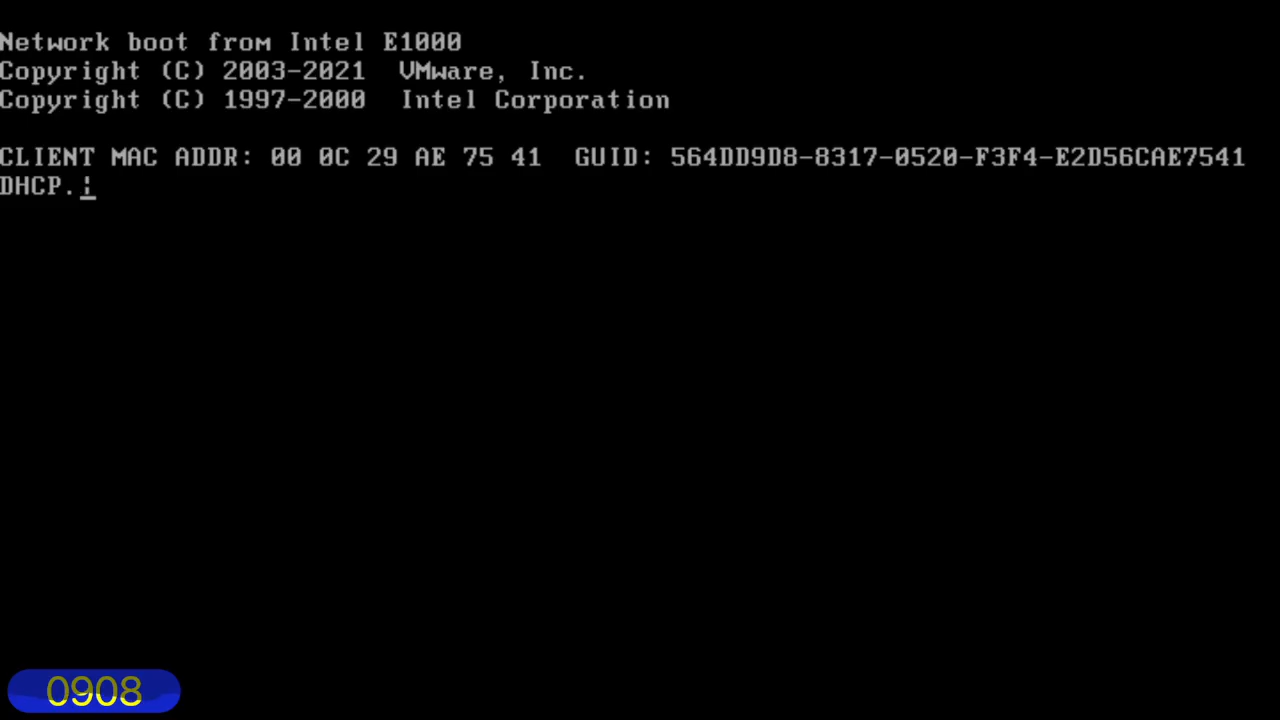 Network boot from Intel E1000
Copyright (C) 2003-2021  VMware, Inc.
Copyright (C) 1997-2000  Intel Corporation
CLIENT MAC ADDR: 00 0C 29 AE 75 41  GUID: 564DD9D8-8317-0520-F3F4-E2D56CAE7541
DHCP.¦
0908